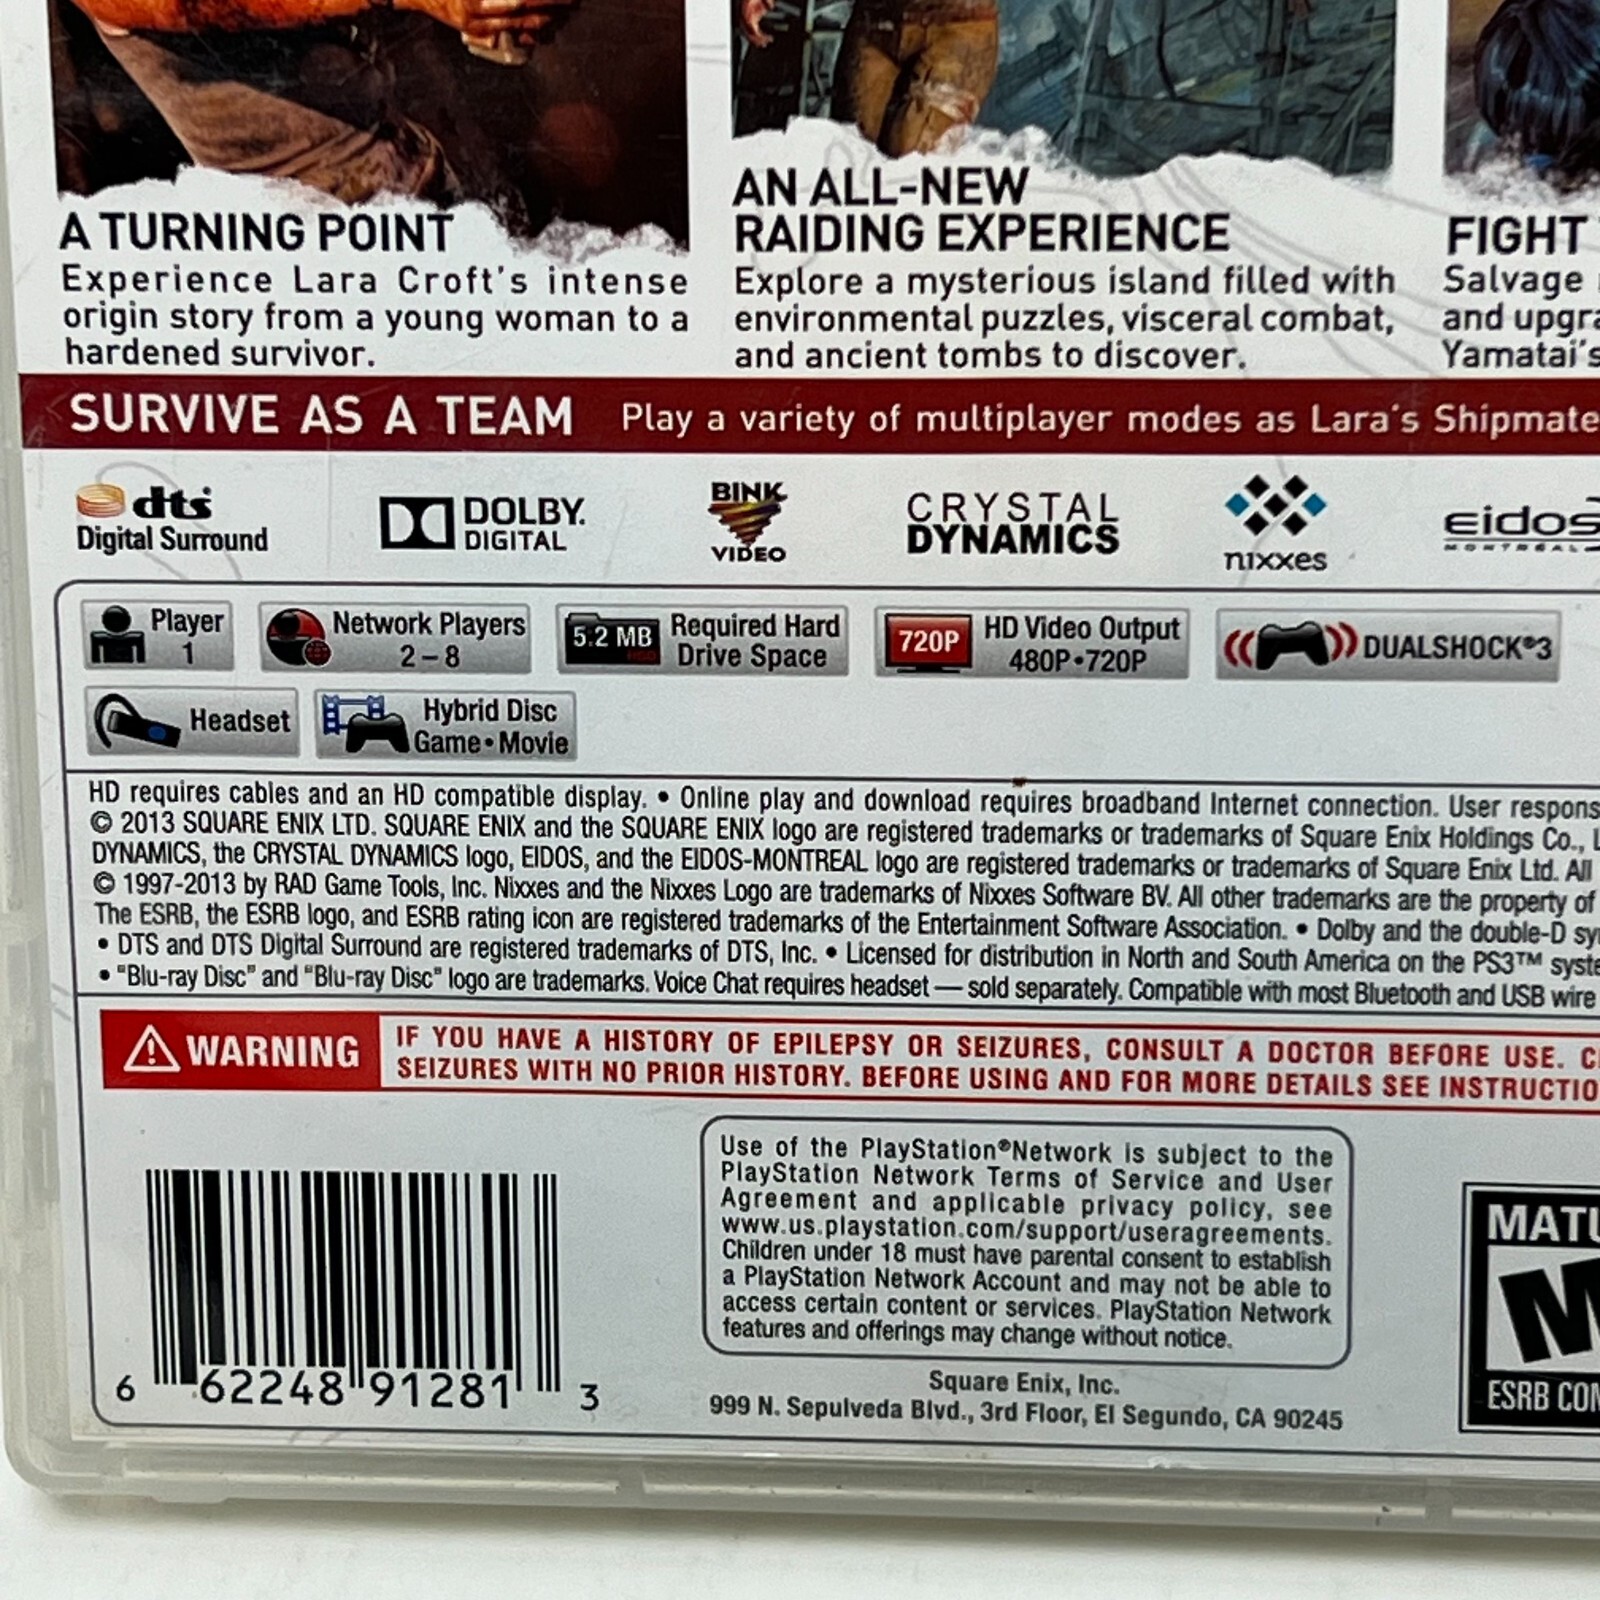 A TURNING POINT
Experience Lara Croft's intense
origin story from a young woman to a
hardened survivor.
AN ALL-NEW
RAIDING EXPERIENCE
Explore a mysterious island filled with
environmental puzzles, visceral combat,
and ancient tombs to discover.
FIGHT
Salvage
and upgra
Yamatai's
SURVIVE AS A TEAM Play a variety of multiplayer modes as Lara's Shipmate
dts
Digital Surround
DOLBY.
DIGITAL
BINK
VIDEO
CRYSTAL
DYNAMICS
nixxes
eidos
MONTREAL
Player
1
Network Players
2 – 8
5.2 MB
Required Hard
Drive Space
720P
HD Video Output
480P•720P
DUALSHOCK®3
Headset
Hybrid Disc
Game • Movie
HD requires cables and an HD compatible display. • Online play and download requires broadband Internet connection. User respons
© 2013 SQUARE ENIX LTD. SQUARE ENIX and the SQUARE ENIX logo are registered trademarks or trademarks of Square Enix Holdings Co., L
DYNAMICS, the CRYSTAL DYNAMICS logo, EIDOS, and the EIDOS-MONTREAL logo are registered trademarks or trademarks of Square Enix Ltd. All
© 1997-2013 by RAD Game Tools, Inc. Nixxes and the Nixxes Logo are trademarks of Nixxes Software BV. All other trademarks are the property of
The ESRB, the ESRB logo, and ESRB rating icon are registered trademarks of the Entertainment Software Association. • Dolby and the double-D sy
• DTS and DTS Digital Surround are registered trademarks of DTS, Inc. • Licensed for distribution in North and South America on the PS3™ syste
• "Blu-ray Disc" and "Blu-ray Disc" logo are trademarks. Voice Chat requires headset — sold separately. Compatible with most Bluetooth and USB wire
WARNING
IF YOU HAVE A HISTORY OF EPILEPSY OR SEIZURES, CONSULT A DOCTOR BEFORE USE. C
SEIZURES WITH NO PRIOR HISTORY. BEFORE USING AND FOR MORE DETAILS SEE INSTRUCTIO
6 62248 91281 3
Use of the PlayStation®Network is subject to the
PlayStation Network Terms of Service and User
Agreement and applicable privacy policy, see
www.us.playstation.com/support/useragreements.
Children under 18 must have parental consent to establish
a PlayStation Network Account and may not be able to
access certain content or services. PlayStation Network
features and offerings may change without notice.
Square Enix, Inc.
999 N. Sepulveda Blvd., 3rd Floor, El Segundo, CA 90245
MATU
M
ESRB CON